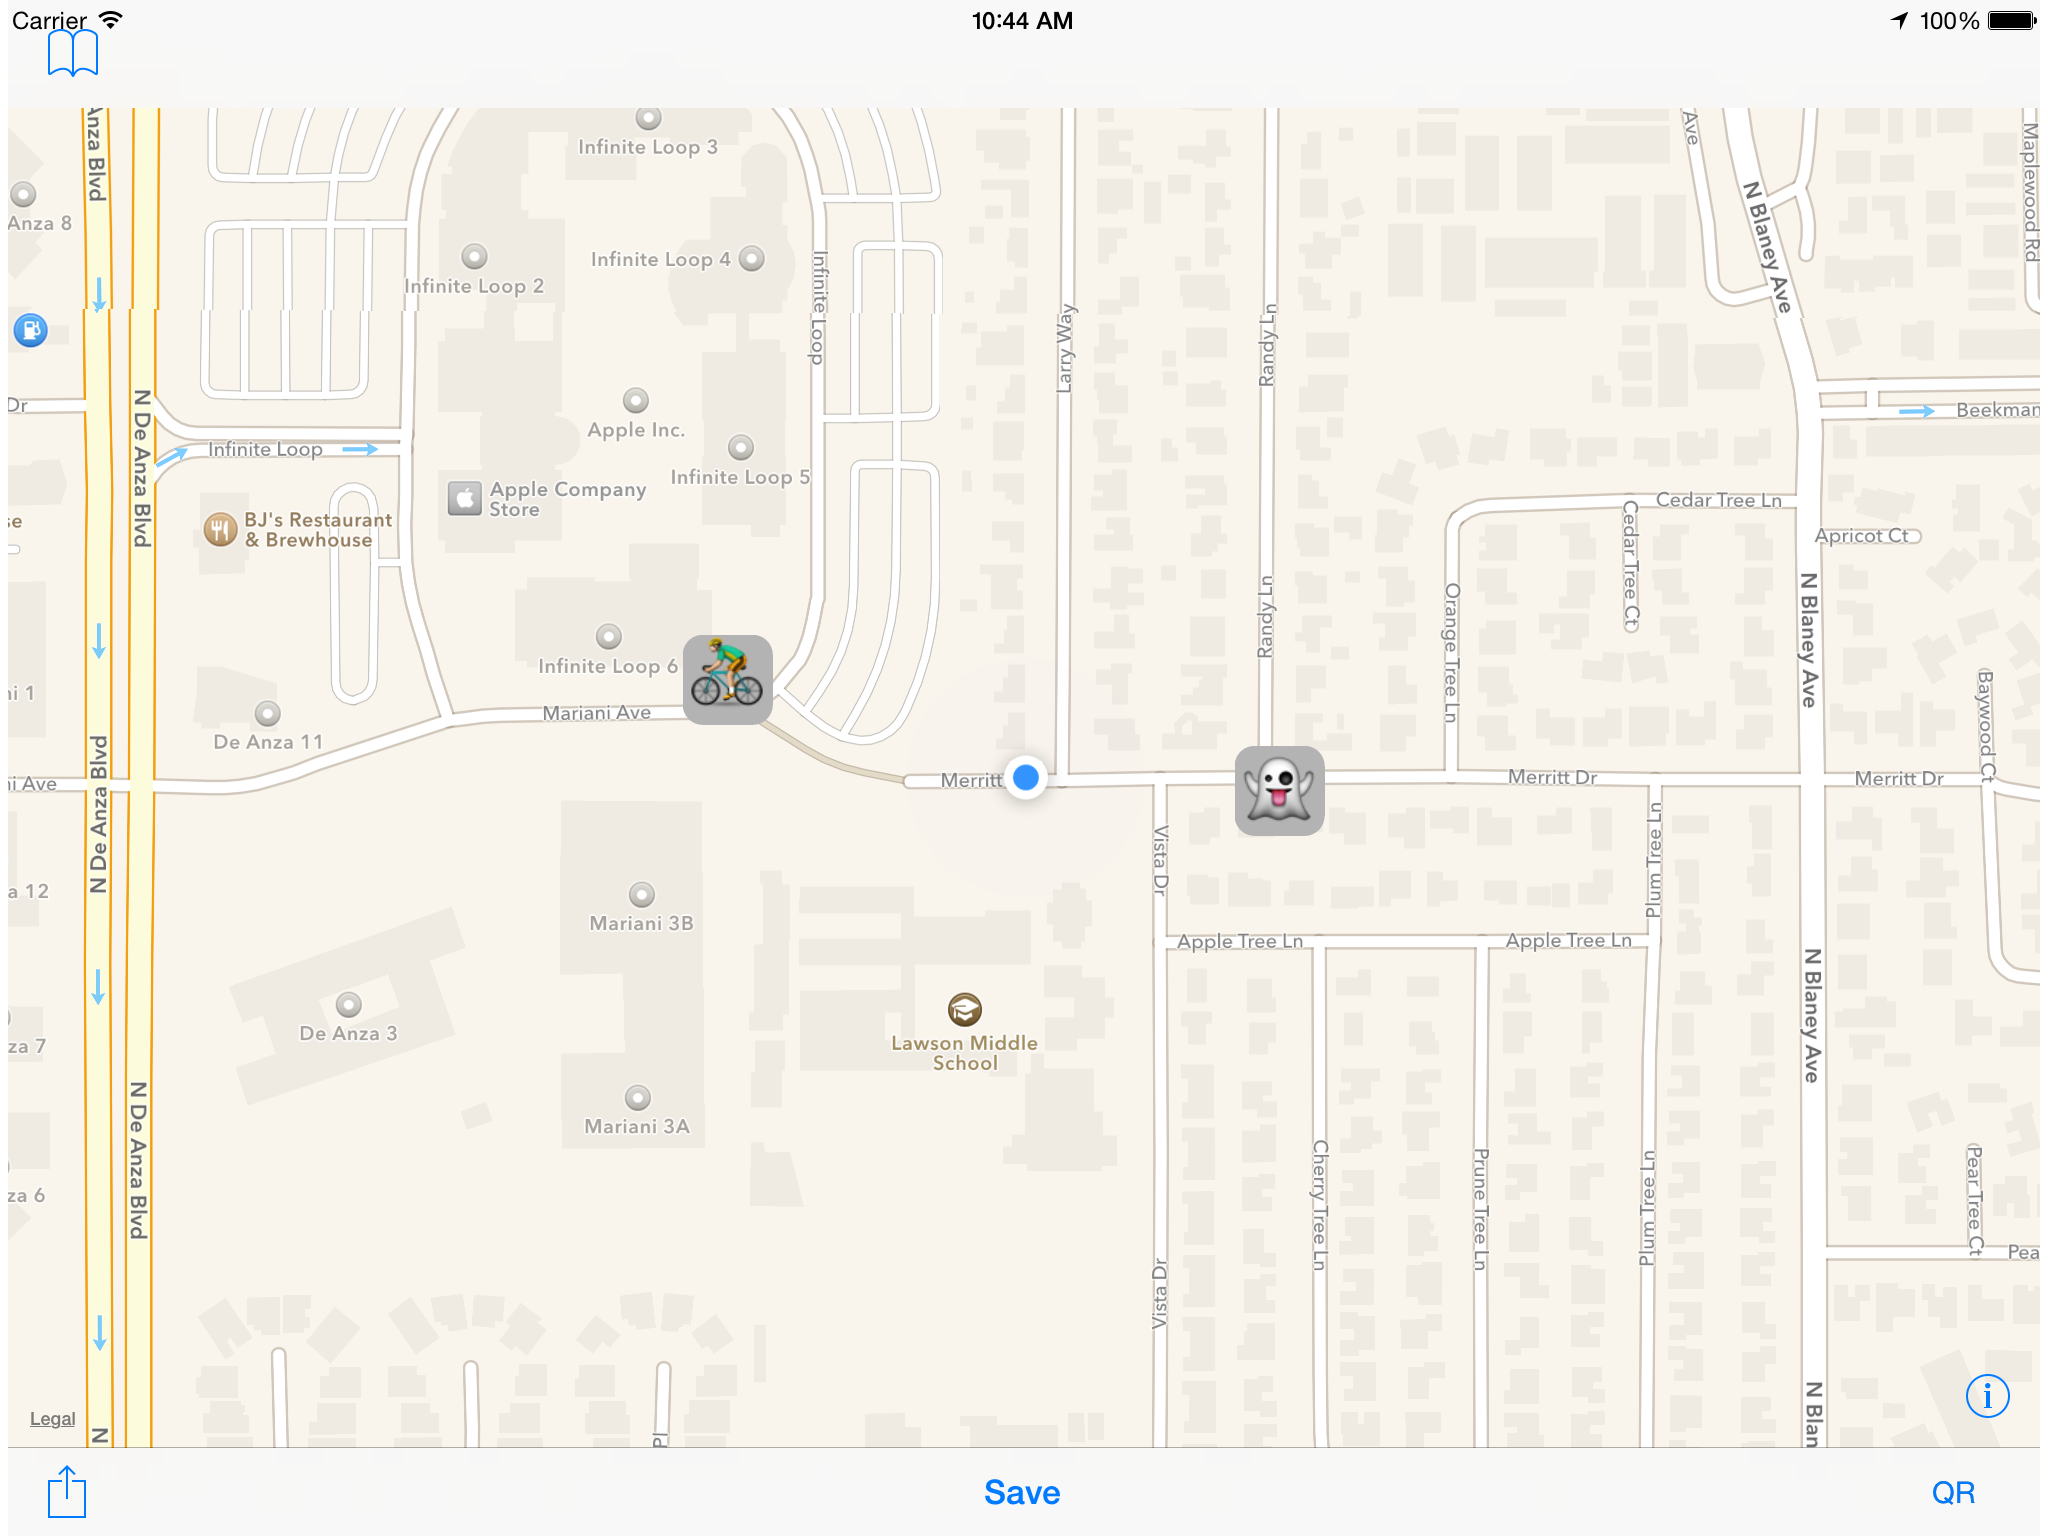 Carrier
10:44 AM
100%
Anza Blvd
Infinite Loop 3
Ave
Maplewood Rd
N Blaney Ave
Anza 8
Infinite Loop 4
Infinite Loop 2
Infinite Loop
Larry Way
Randy Ln
Dr
N De Anza Blvd
Apple Inc.
Beekman
Infinite Loop
Infinite Loop 5
Apple Company
Store
Cedar Tree Ln
Cedar Tree Ct
Apricot Ct
se
BJ's Restaurant
& Brewhouse
Randy Ln
Orange Tree Ln
N Blaney Ave
Infinite Loop 6
ni 1
Mariani Ave
De Anza 11
Baywood Ct
ni Ave
N De Anza Blvd
Merritt
Merritt Dr
Merritt Dr
Vista Dr
Plum Tree Ln
a 12
Mariani 3B
Apple Tree Ln
Apple Tree Ln
N Blaney Ave
De Anza 3
Lawson Middle
School
za 7
N De Anza Blvd
Mariani 3A
Cherry Tree Ln
Prune Tree Ln
Plum Tree Ln
Pear Tree Ct
za 6
Vista Dr
Pea
Legal
N
Pl
N Blan
Save
QR